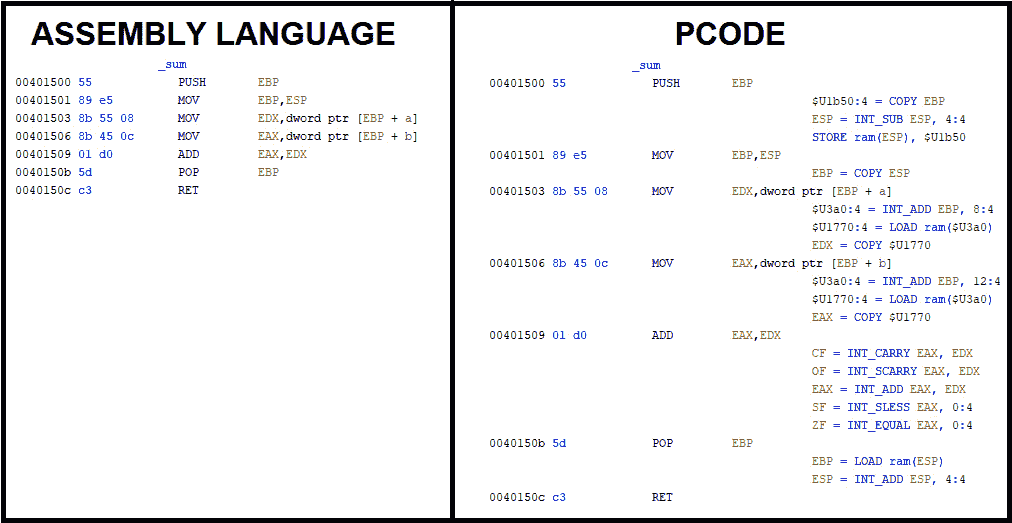 ASSEMBLY LANGUAGE
_sum
00401500 55 PUSH EBP
00401501 89 e5 MOV EBP,ESP
00401503 8b 55 08 MOV EDX,dword ptr [EBP + a]
00401506 8b 45 0c MOV EAX,dword ptr [EBP + b]
00401509 01 d0 ADD EAX,EDX
0040150b 5d POP EBP
0040150c c3 RET
PCODE
_sum
00401500 55 PUSH EBP
$U1b50:4 = COPY EBP
ESP = INT_SUB ESP, 4:4
STORE ram(ESP), $U1b50
00401501 89 e5 MOV EBP,ESP
EBP = COPY ESP
00401503 8b 55 08 MOV EDX,dword ptr [EBP + a]
$U3a0:4 = INT_ADD EBP, 8:4
$U1770:4 = LOAD ram($U3a0)
EDX = COPY $U1770
00401506 8b 45 0c MOV EAX,dword ptr [EBP + b]
$U3a0:4 = INT_ADD EBP, 12:4
$U1770:4 = LOAD ram($U3a0)
EAX = COPY $U1770
00401509 01 d0 ADD EAX,EDX
CF = INT_CARRY EAX, EDX
OF = INT_SCARRY EAX, EDX
EAX = INT_ADD EAX, EDX
SF = INT_SLESS EAX, 0:4
ZF = INT_EQUAL EAX, 0:4
0040150b 5d POP EBP
EBP = LOAD ram(ESP)
ESP = INT_ADD ESP, 4:4
0040150c c3 RET